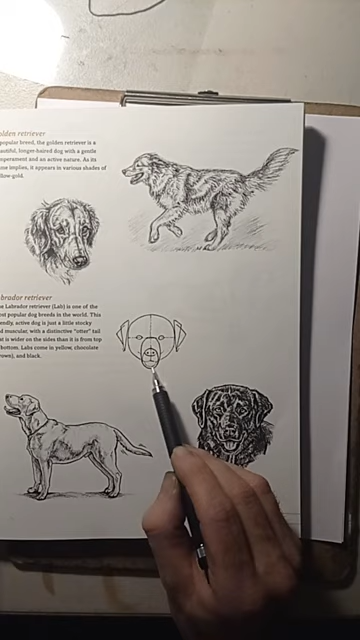 olden retriever
popular breed, the golden retriever is a
autiful, longer-haired dog with a gentle
mperament and an active nature. As its
me implies, it appears in various shades of
llow-gold.
brador retriever
e Labrador retriever (Lab) is one of the
ost popular dog breeds in the world. This
endly, active dog is just a little stocky
d muscular, with a distinctive "otter" tail
at is wider on the sides than it is from top
bottom. Labs come in yellow, chocolate
rown), and black.